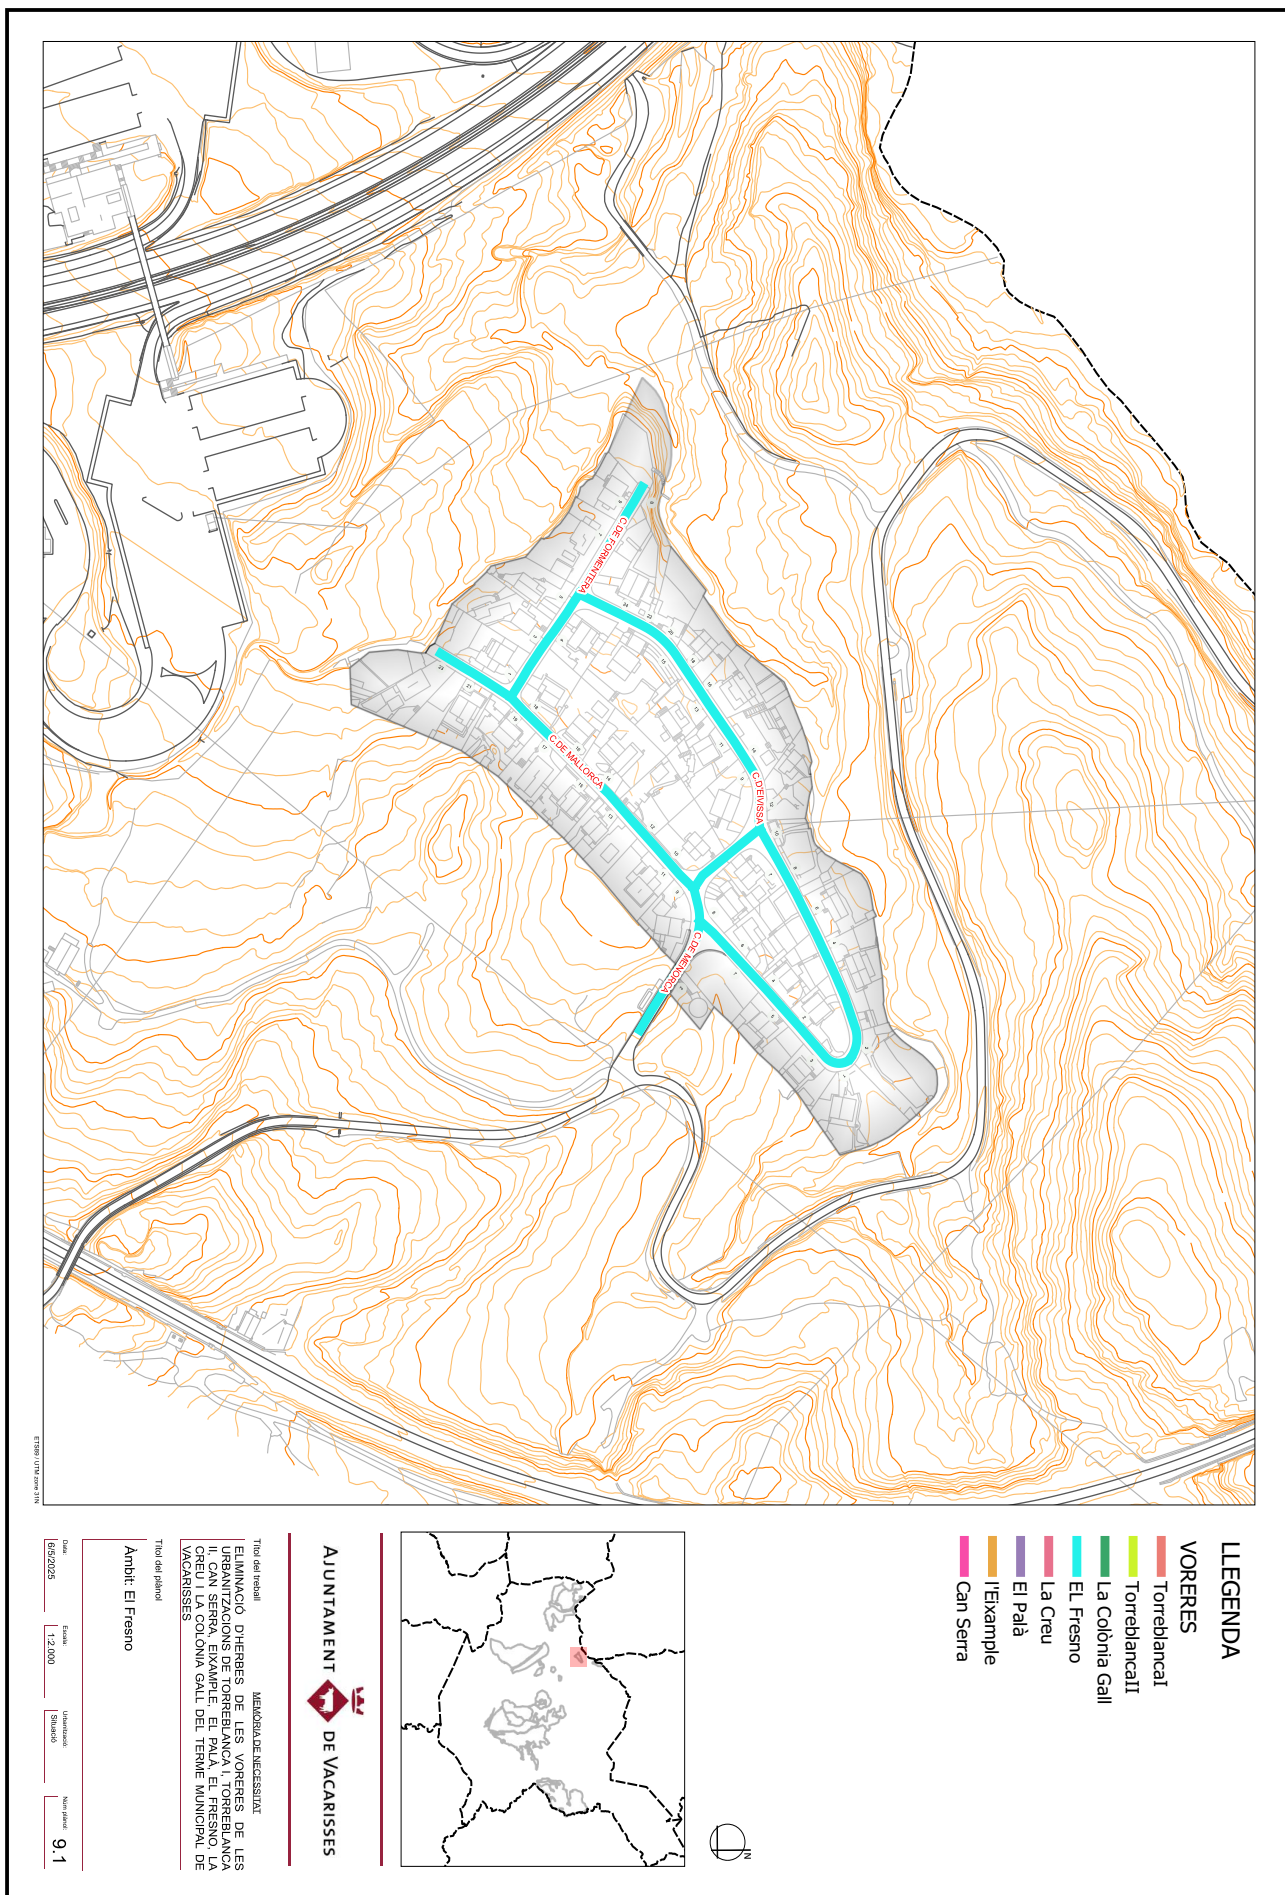 C.DE FORMENTERA
C.DE MALLORCA
C.D'EIVISSA
C.DE MENORCA
ETS89 / UTM zone 31N
LLEGENDA
VORERES
TorreblancaI
TorreblancaII
La Colònia Gall
EL Fresno
La Creu
El Palà
l'Eixample
Can Serra
N
AJUNTAMENT DE VACARISSES
Títol del treball
MEMÒRIA DE NECESSITAT
ELIMINACIÓ D'HERBES DE LES VORERES DE LES
URBANITZACIONS DE TORREBLANCA I, TORREBLANCA
II, CAN SERRA, EIXAMPLE, EL PALÀ, EL FRESNO, LA
CREU I LA COLÒNIA GALL DEL TERME MUNICIPAL DE
VACARISSES
Títol del plànol
Àmbit: El Fresno
Data:
6/5/2025
Escala:
1:2.000
Urbanització:
Situació
Núm plànol:
9.1